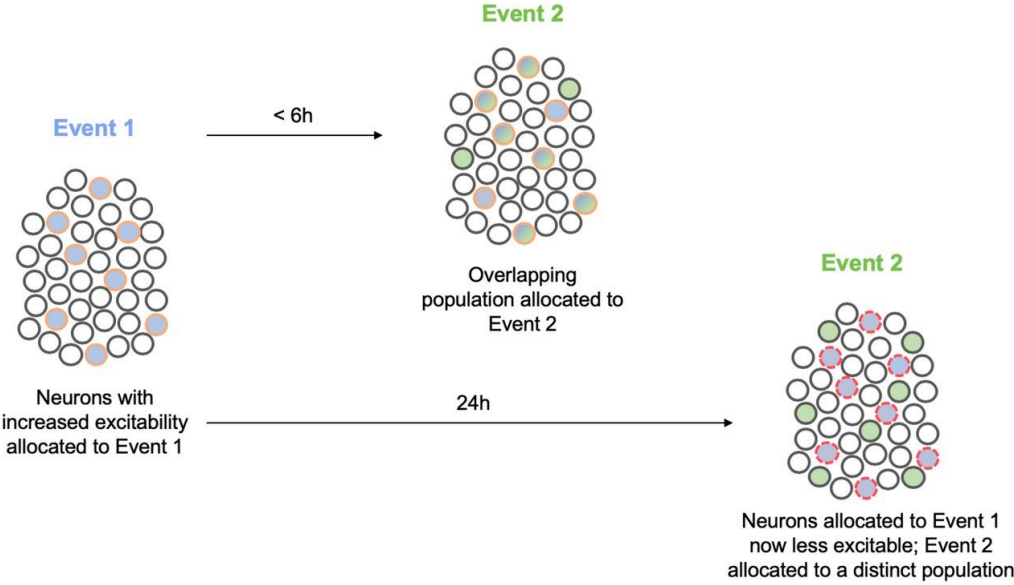 Event 2
< 6h
Event 1
Overlapping
population allocated to
Event 2
Event 2
Neurons with
increased excitability
allocated to Event 1
24h
Neurons allocated to Event 1
now less excitable; Event 2
allocated to a distinct population